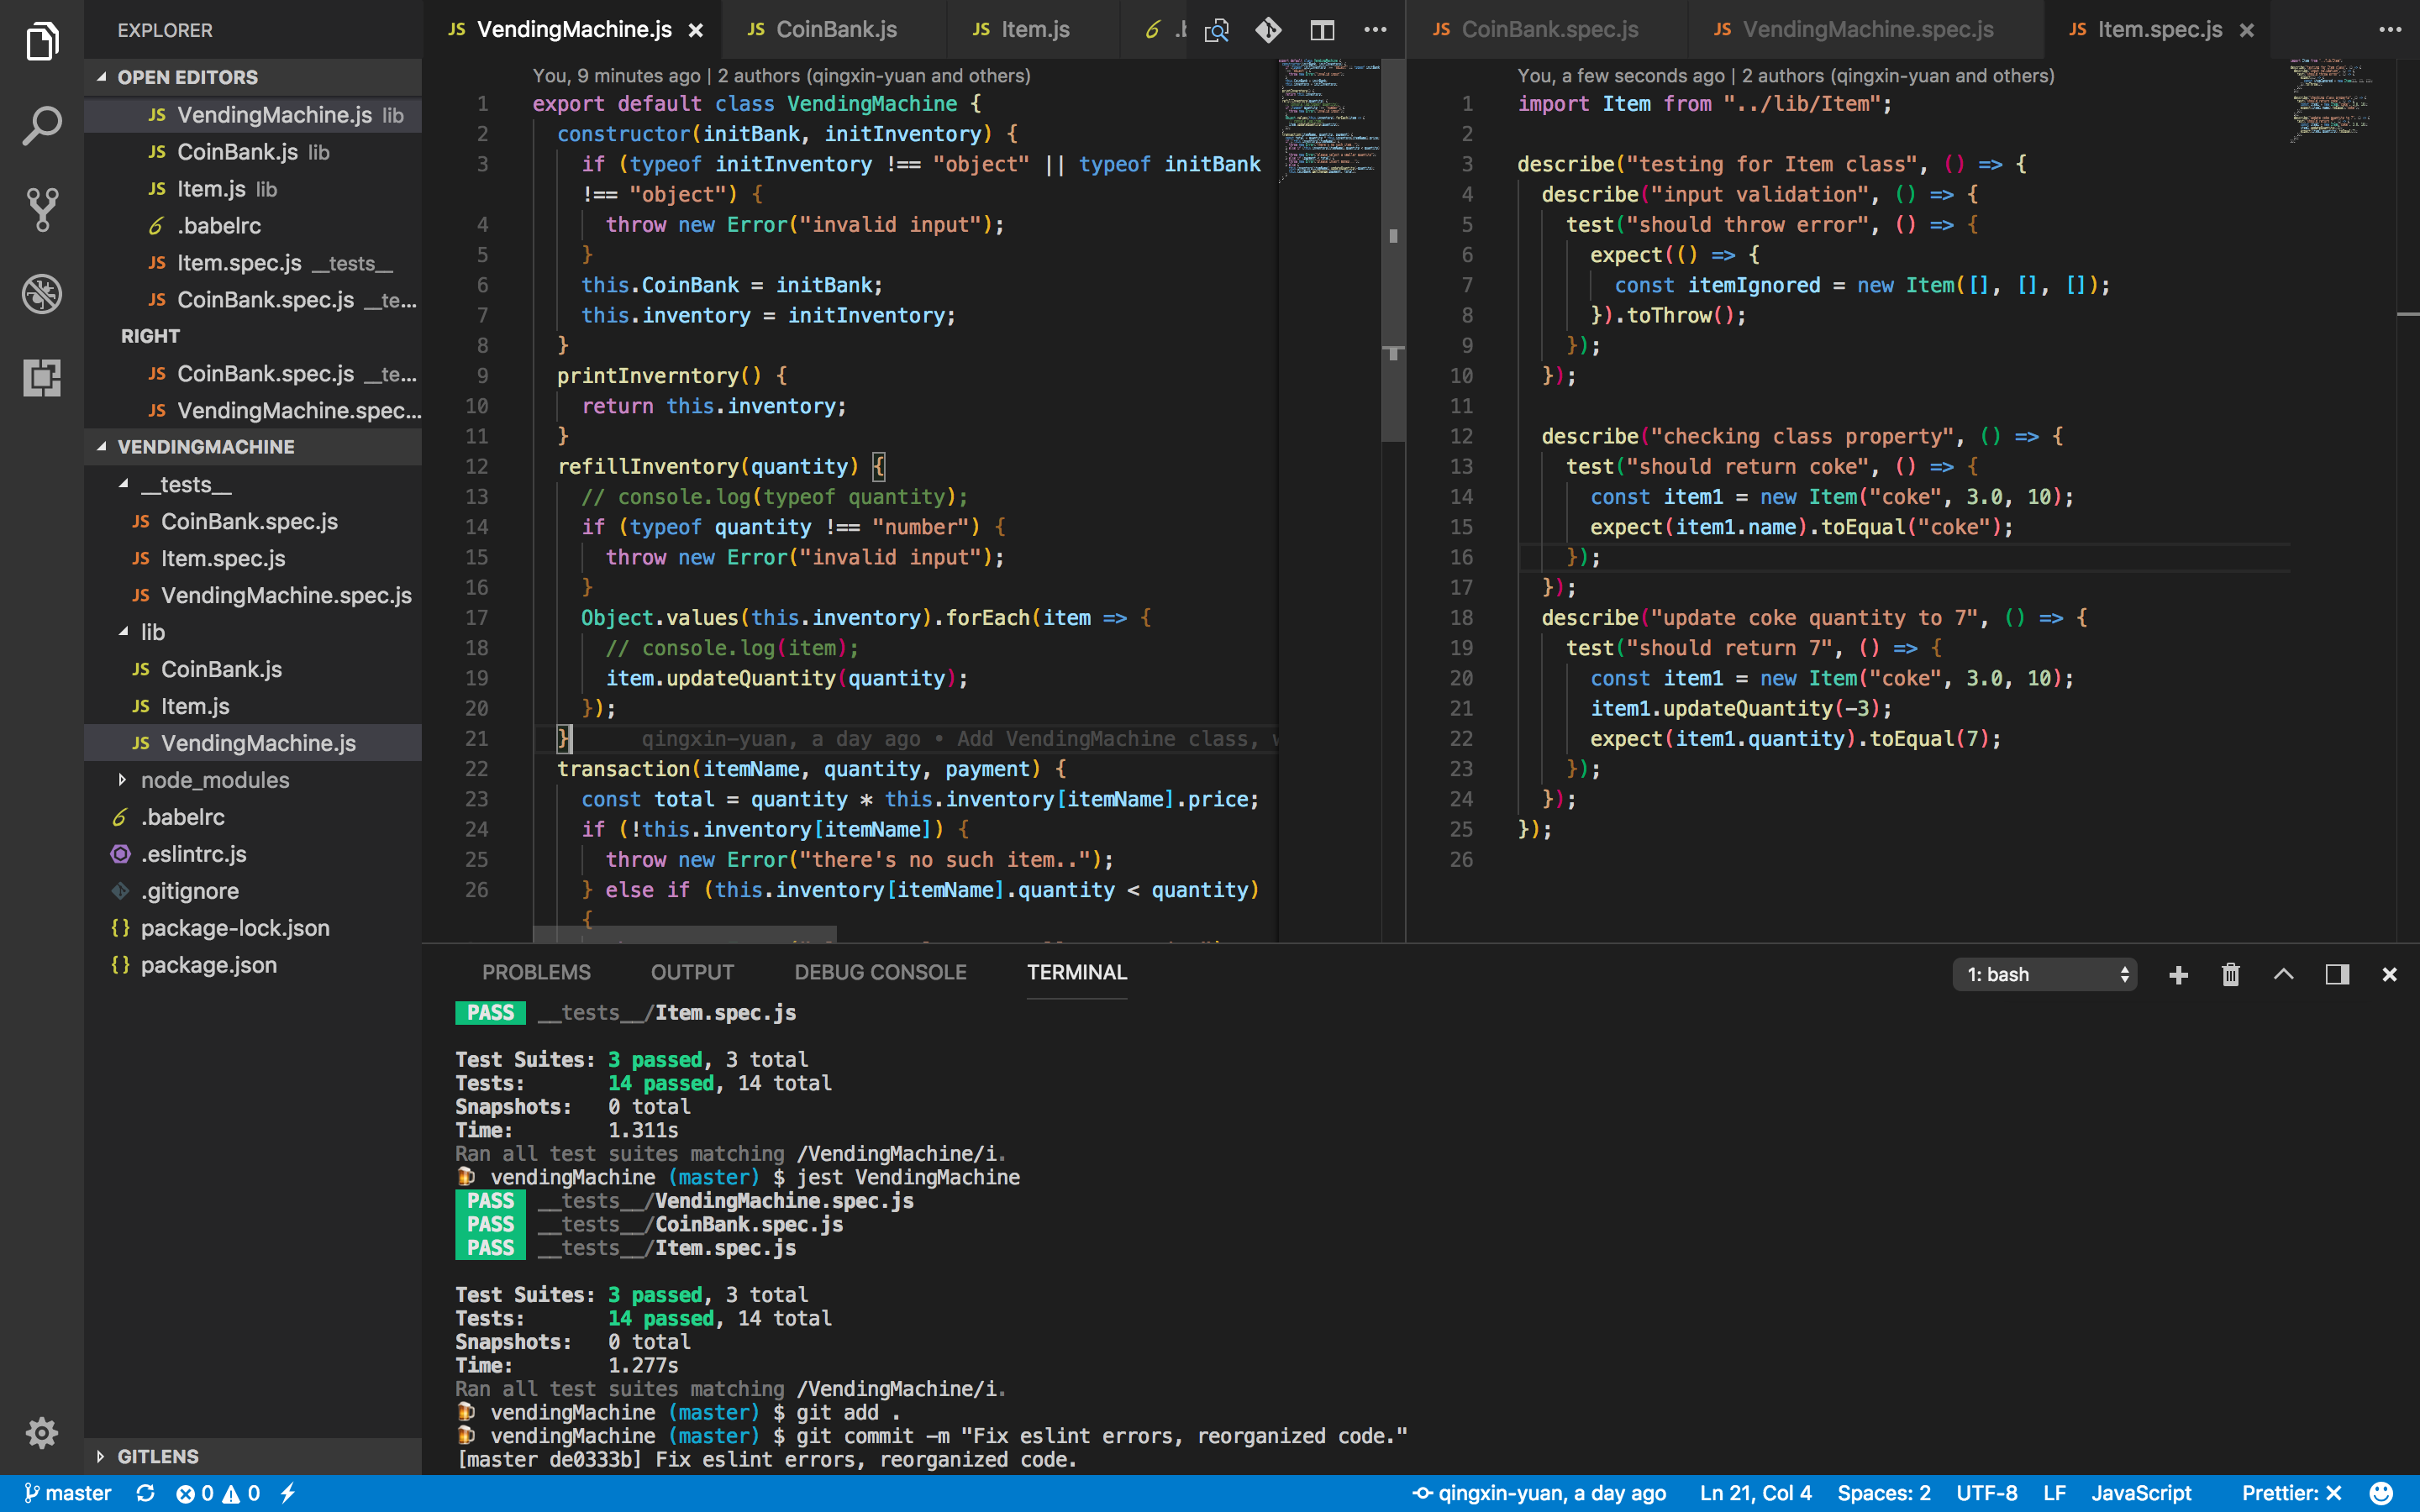 EXPLORER
OPEN EDITORS
JS VendingMachine.js lib
JS CoinBank.js lib
JS Item.js lib
.babelrc
JS Item.spec.js __tests__
JS CoinBank.spec.js __te...
RIGHT
JS CoinBank.spec.js __te...
JS VendingMachine.spec...
VENDINGMACHINE
__tests__
JS CoinBank.spec.js
JS Item.spec.js
JS VendingMachine.spec.js
lib
JS CoinBank.js
JS Item.js
JS VendingMachine.js
node_modules
.babelrc
.eslintrc.js
.gitignore
{} package-lock.json
{} package.json
GITLENS
JS VendingMachine.js × JS CoinBank.js JS Item.js
You, 9 minutes ago | 2 authors (qingxin-yuan and others)
1 export default class VendingMachine {
2 constructor(initBank, initInventory) {
3 if (typeof initInventory !== "object" || typeof initBank
!== "object") {
4 throw new Error("invalid input");
5 }
6 this.CoinBank = initBank;
7 this.inventory = initInventory;
8 }
9 printInverntory() {
10 return this.inventory;
11 }
12 refillInventory(quantity) {
13 // console.log(typeof quantity);
14 if (typeof quantity !== "number") {
15 throw new Error("invalid input");
16 }
17 Object.values(this.inventory).forEach(item => {
18 // console.log(item);
19 item.updateQuantity(quantity);
20 });
21 } qingxin-yuan, a day ago • Add VendingMachine class, w
22 transaction(itemName, quantity, payment) {
23 const total = quantity * this.inventory[itemName].price;
24 if (!this.inventory[itemName]) {
25 throw new Error("there's no such item..");
26 } else if (this.inventory[itemName].quantity < quantity)
{
JS CoinBank.spec.js JS VendingMachine.spec.js JS Item.spec.js ×
You, a few seconds ago | 2 authors (qingxin-yuan and others)
1 import Item from "../lib/Item";
2
3 describe("testing for Item class", () => {
4 describe("input validation", () => {
5 test("should throw error", () => {
6 expect(() => {
7 const itemIgnored = new Item([], [], []);
8 }).toThrow();
9 });
10 });
11
12 describe("checking class property", () => {
13 test("should return coke", () => {
14 const item1 = new Item("coke", 3.0, 10);
15 expect(item1.name).toEqual("coke");
16 });
17 });
18 describe("update coke quantity to 7", () => {
19 test("should return 7", () => {
20 const item1 = new Item("coke", 3.0, 10);
21 item1.updateQuantity(-3);
22 expect(item1.quantity).toEqual(7);
23 });
24 });
25 });
26
PROBLEMS OUTPUT DEBUG CONSOLE TERMINAL 1: bash
PASS __tests__/Item.spec.js
Test Suites: 3 passed, 3 total
Tests: 14 passed, 14 total
Snapshots: 0 total
Time: 1.311s
Ran all test suites matching /VendingMachine/i.
vendingMachine (master) $ jest VendingMachine
PASS __tests__/VendingMachine.spec.js
PASS __tests__/CoinBank.spec.js
PASS __tests__/Item.spec.js
Test Suites: 3 passed, 3 total
Tests: 14 passed, 14 total
Snapshots: 0 total
Time: 1.277s
Ran all test suites matching /VendingMachine/i.
vendingMachine (master) $ git add .
vendingMachine (master) $ git commit -m "Fix eslint errors, reorganized code."
[master de0333b] Fix eslint errors, reorganized code.
master 0 0 qingxin-yuan, a day ago Ln 21, Col 4 Spaces: 2 UTF-8 LF JavaScript Prettier: ×